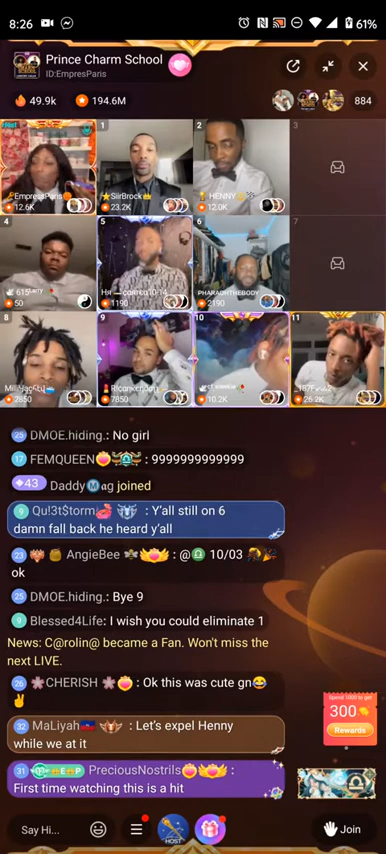 8:26
61%
Prince Charm School
ID:EmpresParis
49.9k 194.6M 884
1 2 3
EmpresParis SiirBrock HENNY
12.6K 23.2K 12.0K
4 5 6 7
PHARAOHTHEBODY
50 1190 2190
8 9 10 11
2850 7850 10.2K 26.2K
25 DMOE.hiding.: No girl
17 FEMQUEEN : 9999999999999
43 Daddy Ⓜ️ag joined
9 Qu!3t$torm : Y'all still on 6
damn fall back he heard y'all
23 AngieBee : @♎ 10/03
ok
25 DMOE.hiding.: Bye 9
9 Blessed4Life: I wish you could eliminate 1
News: C@rolin@ became a Fan. Won't miss the
next LIVE.
26 CHERISH : Ok this was cute gn😂
✌
32 MaLiyah : Let's expel Henny
while we at it
31 PreciousNostrils :
First time watching this is a hit
Spend 1000 to get
300
Rewards
Say Hi...
HOST
Join